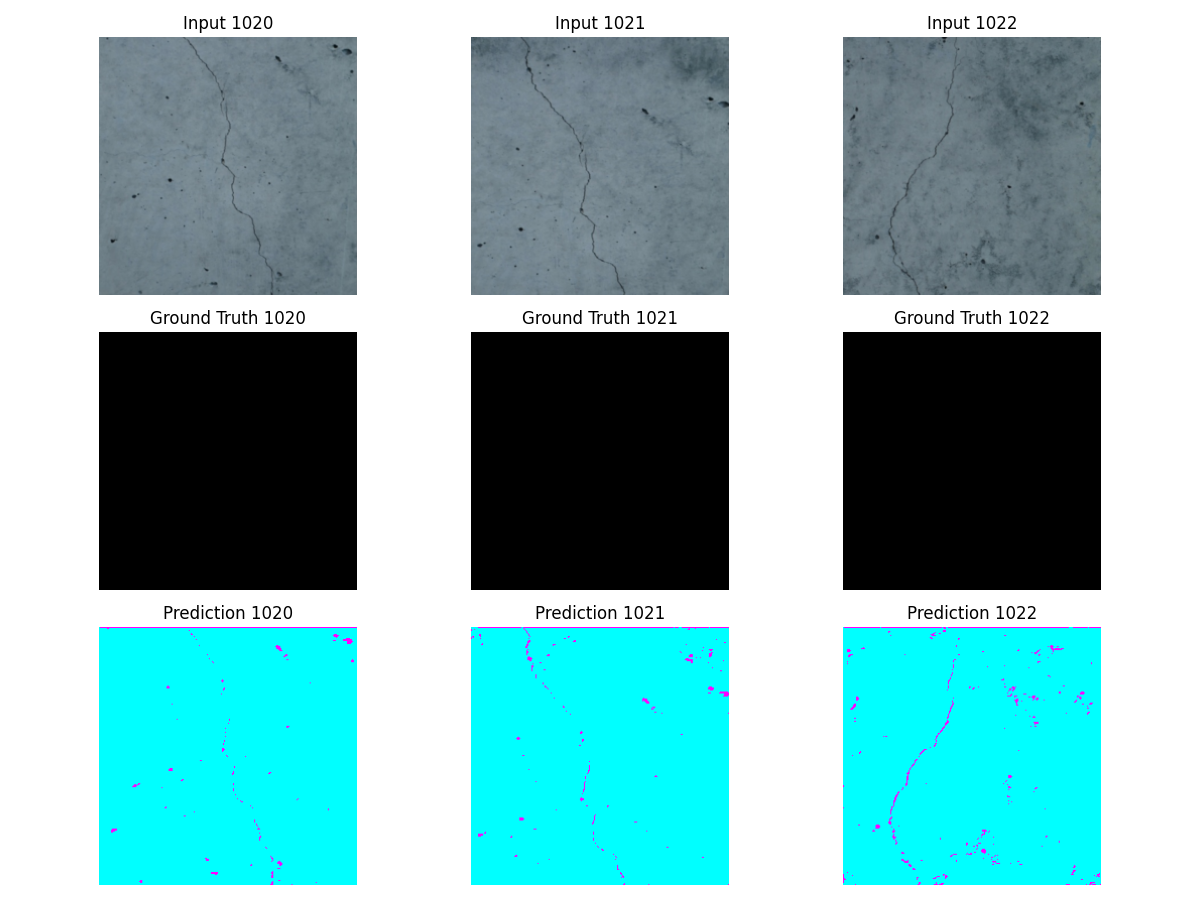 Input 1020
Input 1021
Input 1022
Ground Truth 1020
Ground Truth 1021
Ground Truth 1022
Prediction 1020
Prediction 1021
Prediction 1022